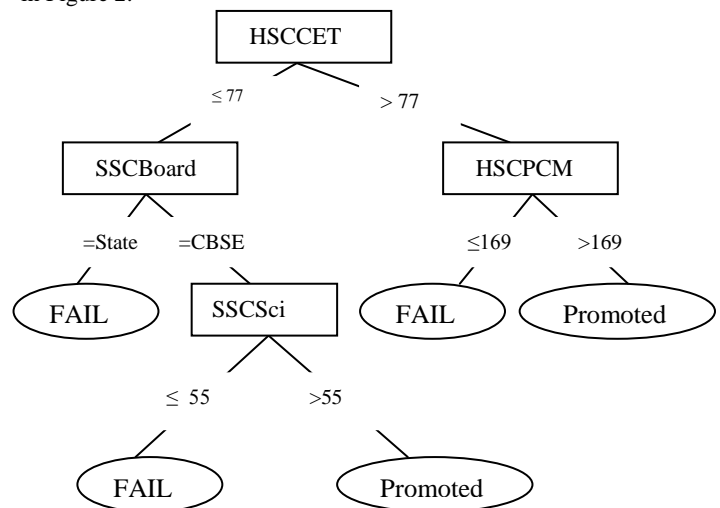 in Figure 2.
HSCCET
≤ 77 > 77
SSCBoard HSCPCM
=State =CBSE ≤169 >169
FAIL SSCSci FAIL Promoted
≤ 55 >55
FAIL Promoted